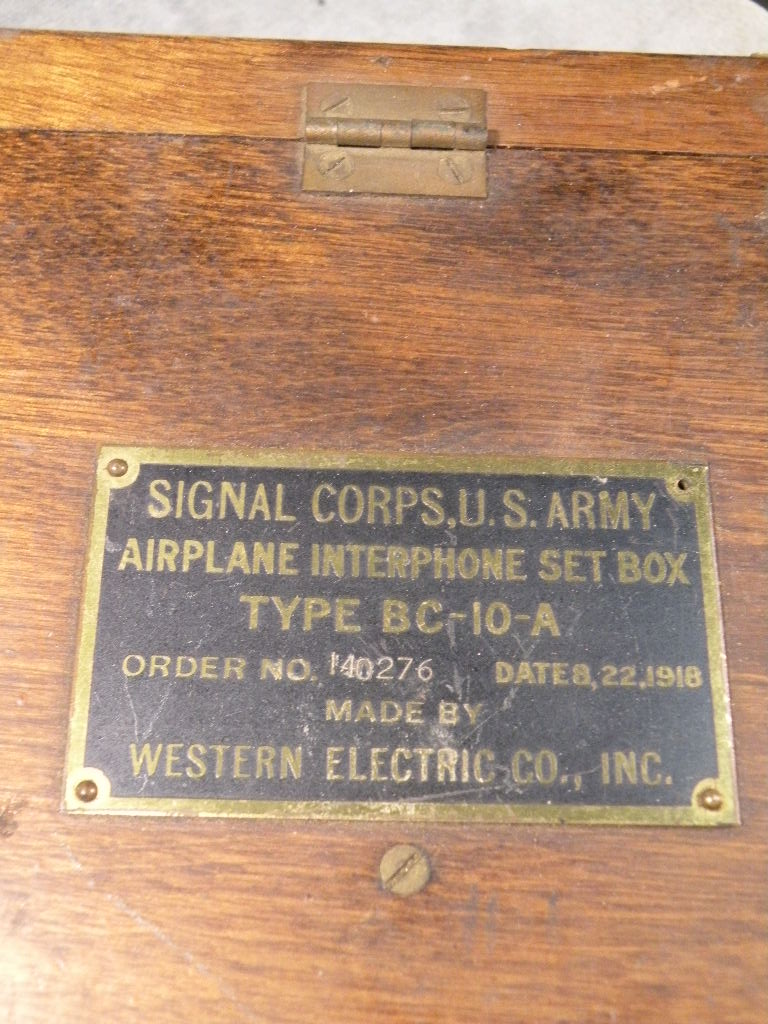 SIGNAL CORPS, U.S. ARMY
AIRPLANE INTERPHONE SET BOX
TYPE BC-10-A
ORDER NO. 140276 DATE 8, 22, 1918
MADE BY
WESTERN ELECTRIC CO., INC.